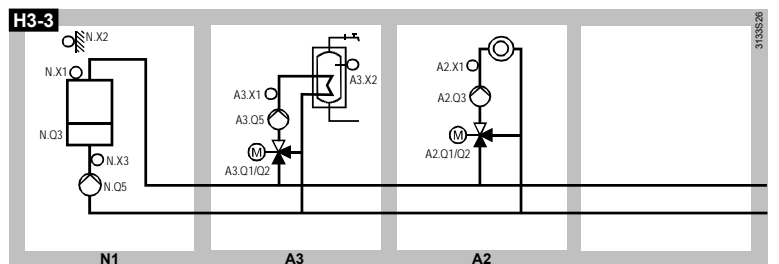 H3-3
N.X2
N.X1
N.Q3
N.X3
N.Q5
N1
A3.X2
A3.X1
A3.Q5
M
A3.Q1/Q2
A3
A2.X1
A2.Q3
M
A2.Q1/Q2
A2
3133S26